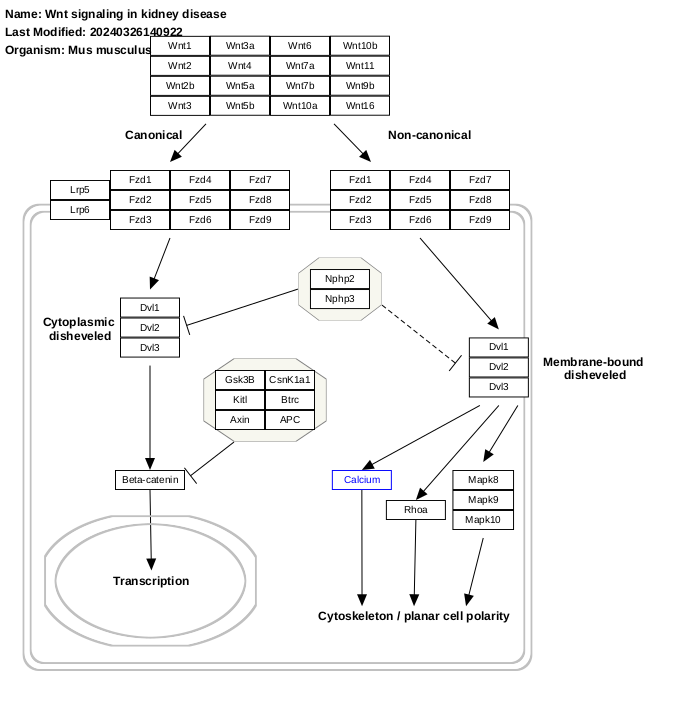 Name: Wnt signaling in kidney disease
Last Modified: 20240326140922
Organism: Mus musculus
Wnt1 Wnt3a Wnt6 Wnt10b
Wnt2 Wnt4 Wnt7a Wnt11
Wnt2b Wnt5a Wnt7b Wnt9b
Wnt3 Wnt5b Wnt10a Wnt16
Canonical
Non-canonical
Lrp5
Lrp6
Fzd1 Fzd4 Fzd7
Fzd2 Fzd5 Fzd8
Fzd3 Fzd6 Fzd9
Fzd1 Fzd4 Fzd7
Fzd2 Fzd5 Fzd8
Fzd3 Fzd6 Fzd9
Nphp2
Nphp3
Cytoplasmic
disheveled
Dvl1
Dvl2
Dvl3
Dvl1
Dvl2
Dvl3
Membrane-bound
disheveled
Gsk3B CsnK1a1
Kitl Btrc
Axin APC
Beta-catenin
Calcium
Rhoa
Mapk8
Mapk9
Mapk10
Transcription
Cytoskeleton / planar cell polarity